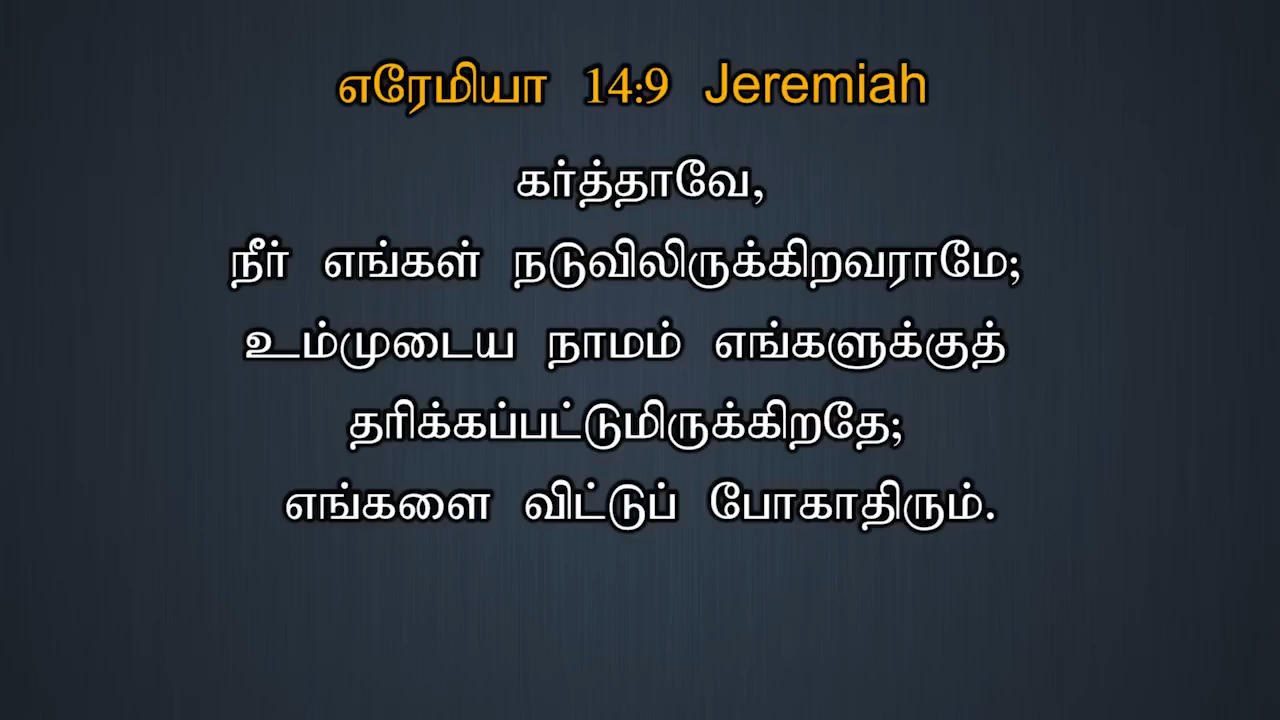 எரேமியா 14:9 Jeremiah
கர்த்தாவே,
நீர் எங்கள் நடுவிலிருக்கிறவராமே;
உம்முடைய நாமம் எங்களுக்குத்
தரிக்கப்பட்டுமிருக்கிறதே;
எங்களை விட்டுப் போகாதிரும்.